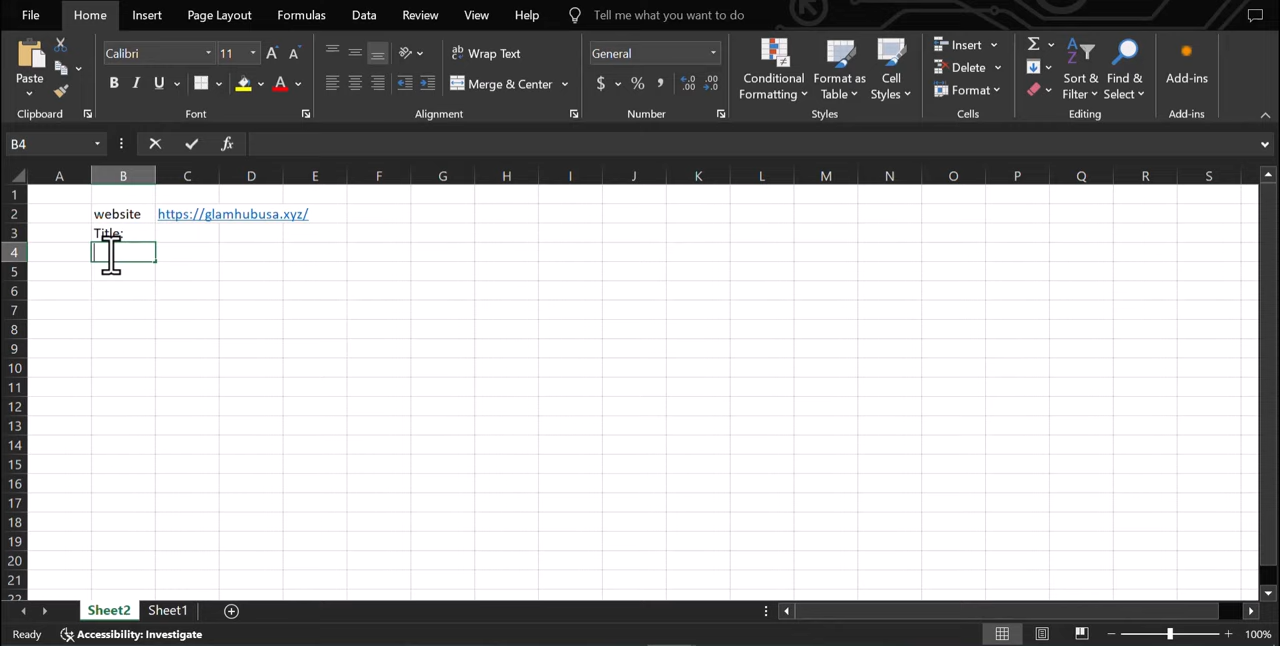 File Home Insert Page Layout Formulas Data Review View Help Tell me what you want to do
Paste
Clipboard
Calibri 11 A A
B I U A
Font
ab Wrap Text
Merge & Center
Alignment
General
$ % , .00
Number
Conditional Formatting
Format as Table
Cell Styles
Styles
Insert
Delete
Format
Cells
Σ
Sort & Filter
Find & Select
Editing
Add-ins
Add-ins
B4 fx
A B C D E F G H I J K L M N O P Q R S
1
2 website https://glamhubusa.xyz/
3 Title:
4
5
6
7
8
9
10
11
12
13
14
15
16
17
18
19
20
21
22
Sheet2 Sheet1
Ready Accessibility: Investigate 100%